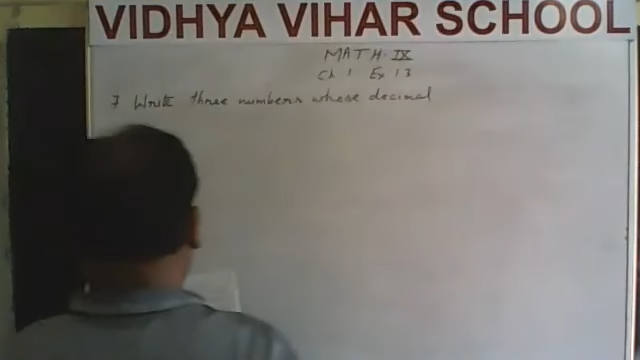 VIDHYA VIHAR SCHOOL
MATH IX
Ch 1 Ex 1.3
7 Write three numbers whose decimal